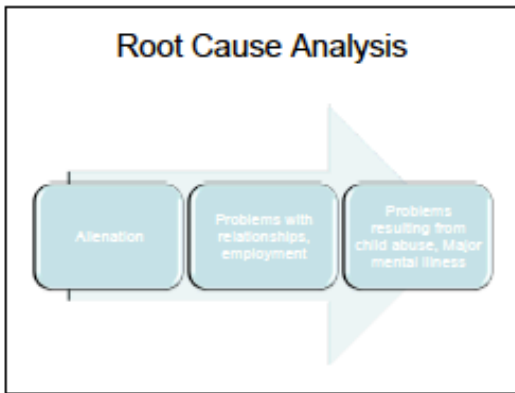 Root Cause Analysis
Alienation
Problems with
relationships,
employment
Problems
resulting from
child abuse, Major
mental illness